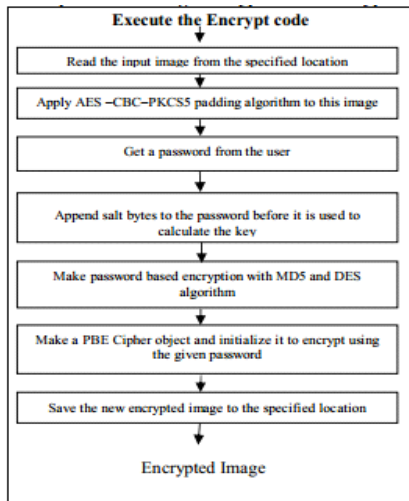 Execute the Encrypt code
Read the input image from the specified location
Apply AES –CBC–PKCS5 padding algorithm to this image
Get a password from the user
Append salt bytes to the password before it is used to
calculate the key
Make password based encryption with MD5 and DES
algorithm
Make a PBE Cipher object and initialize it to encrypt using
the given password
Save the new encrypted image to the specified location
Encrypted Image